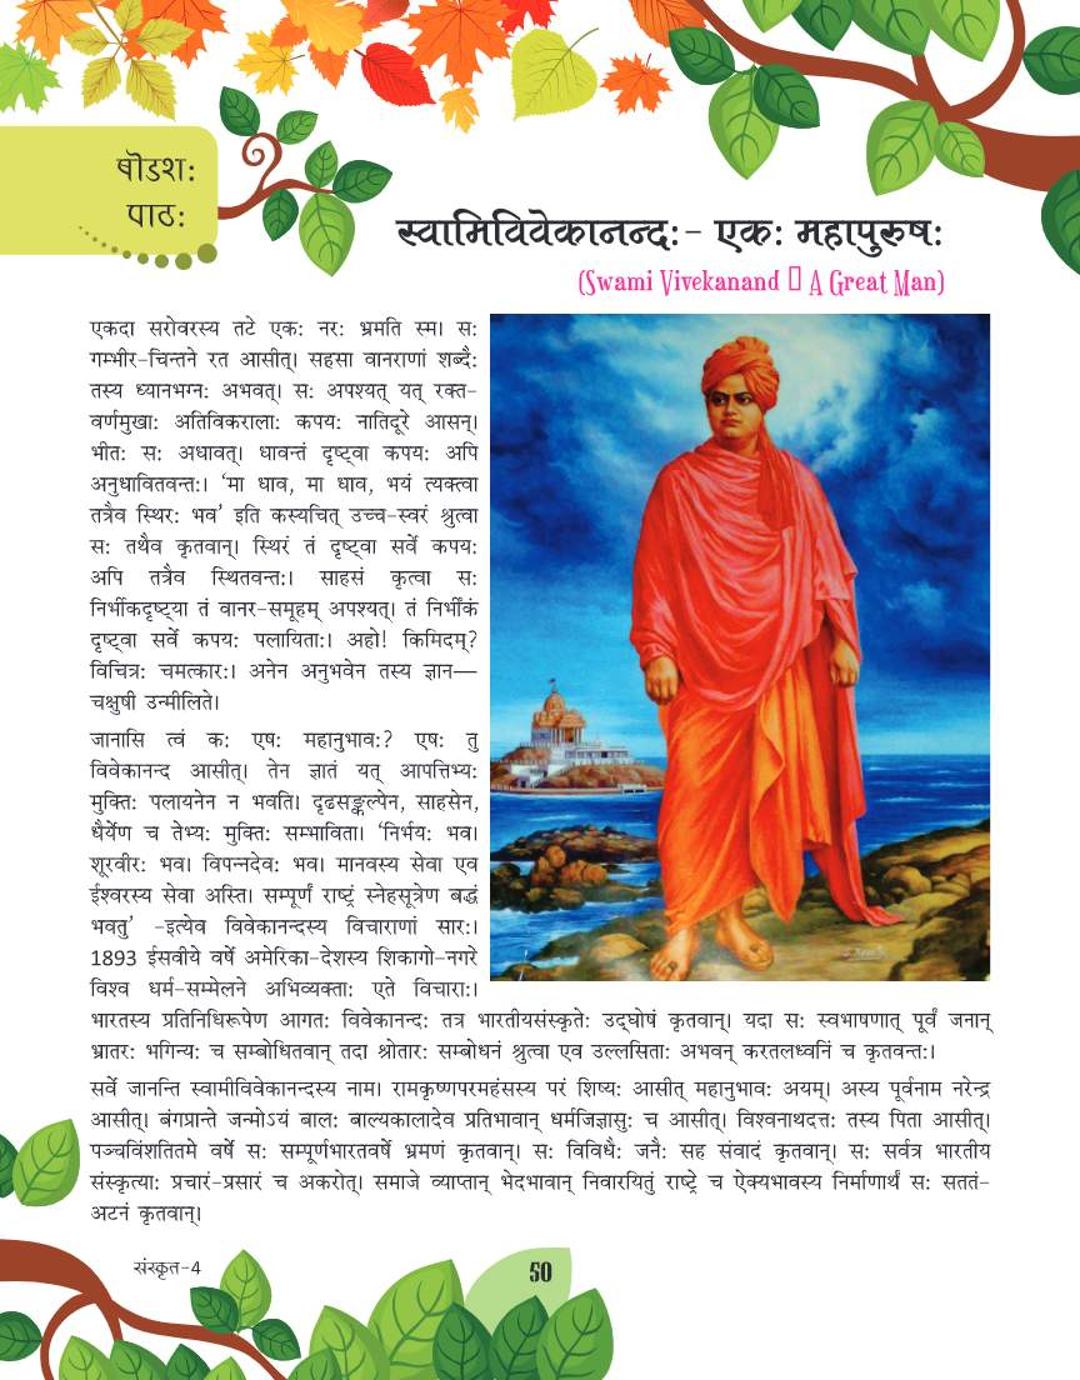 षोडश:
पाठ:
स्वामिविवेकानन्द:- एक: महापुरुष:
(Swami Vivekanand  A Great Man)
एकदा सरोवरस्य तटे एक: नर: भ्रमति स्म। स:
गम्भीर-चिन्तने रत आसीत्। सहसा वानराणां शब्दै:
तस्य ध्यानभग्न: अभवत्। स: अपश्यत् यत् रक्त-
वर्णमुखा: अतिविकराला: कपय: नातिदूरे आसन्।
भीत: स: अधावत्। धावन्तं दृष्ट्वा कपय: अपि
अनुधावितवन्त:। ‘मा धाव, मा धाव, भयं त्यक्त्वा
तत्रैव स्थिर: भव’ इति कस्यचित् उच्च-स्वरं श्रुत्वा
स: तथैव कृतवान्। स्थिरं तं दृष्ट्वा सर्वे कपय:
अपि तत्रैव स्थितवन्त:। साहसं कृत्वा स:
निर्भीकदृष्ट्या तं वानर-समूहम् अपश्यत्। तं निर्भीकं
दृष्ट्वा सर्वे कपय: पलायिता:। अहो! किमिदम्?
विचित्र: चमत्कार:। अनेन अनुभवेन तस्य ज्ञान—
चक्षुषी उन्मीलिते।
जानासि त्वं क: एष: महानुभाव:? एष: तु
विवेकानन्द आसीत्। तेन ज्ञातं यत् आपत्तिभ्य:
मुक्ति: पलायनेन न भवति। दृढसङ्कल्पेन, साहसेन,
धैर्येण च तेभ्य: मुक्ति: सम्भाविता। ‘निर्भय: भव।
शूरवीर: भव। विपन्नदेव: भव। मानवस्य सेवा एव
ईश्वरस्य सेवा अस्ति। सम्पूर्णं राष्ट्रं स्नेहसूत्रेण बद्धं
भवतु’ -इत्येव विवेकानन्दस्य विचाराणां सार:।
1893 ईसवीये वर्षे अमेरिका-देशस्य शिकागो-नगरे
विश्व धर्म-सम्मेलने अभिव्यक्ता: एते विचारा:।
भारतस्य प्रतिनिधिरूपेण आगत: विवेकानन्द: तत्र भारतीयसंस्कृते: उद्घोषं कृतवान्। यदा स: स्वभाषणात् पूर्वं जनान्
भ्रातर: भगिन्य: च सम्बोधितवान् तदा श्रोतार: सम्बोधनं श्रुत्वा एव उल्लसिता: अभवन् करतलध्वनिं च कृतवन्त:।
सर्वे जानन्ति स्वामीविवेकानन्दस्य नाम। रामकृष्णपरमहंसस्य परं शिष्य: आसीत् महानुभाव: अयम्। अस्य पूर्वनाम नरेन्द्र
आसीत्। बंगप्रान्ते जन्मोऽयं बाल: बाल्यकालादेव प्रतिभावान् धर्मजिज्ञासु: च आसीत्। विश्वनाथदत्त: तस्य पिता आसीत्।
पञ्चविंशतितमे वर्षे स: सम्पूर्णभारतवर्षे भ्रमणं कृतवान्। स: विविधै: जनै: सह संवादं कृतवान्। स: सर्वत्र भारतीय
संस्कृत्या: प्रचारं-प्रसारं च अकरोत्। समाजे व्याप्तान् भेदभावान् निवारयितुं राष्ट्रे च ऐक्यभावस्य निर्माणार्थं स: सततं-
अटनं कृतवान्।
संस्कृत-4
50